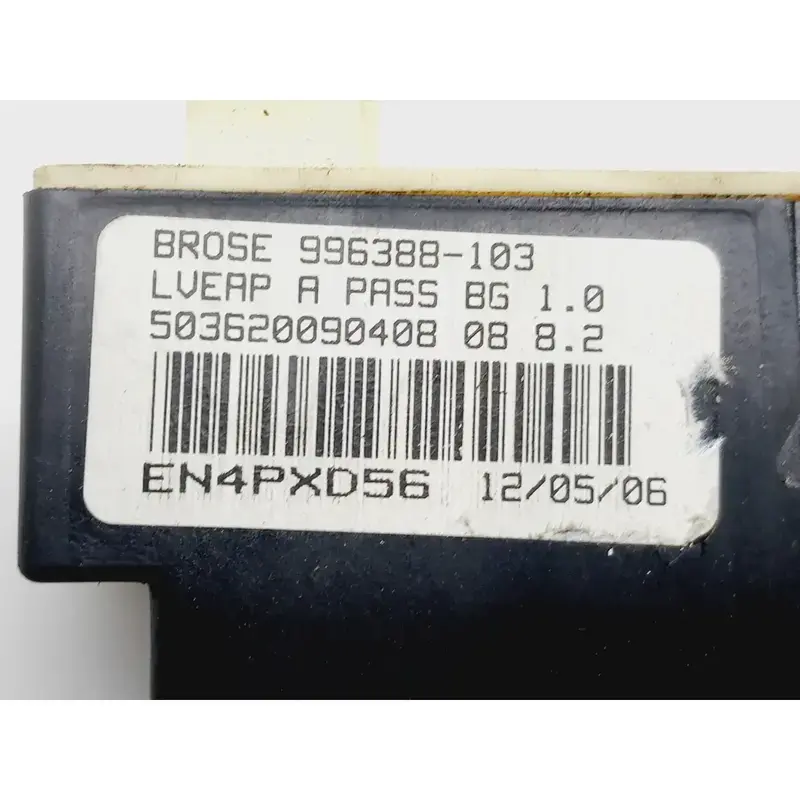 BROSE 996388-103
LVEAP A PASS BG 1.0
503620090408 08 8.2
EN4PXD56 12/05/06